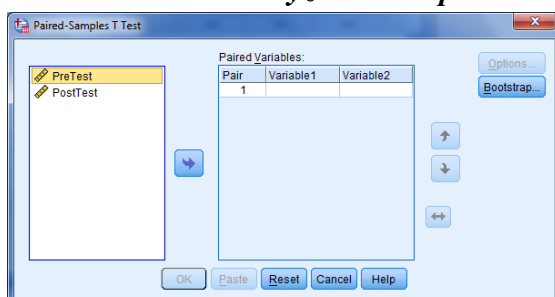 Paired-Samples T Test
Paired Variables:
PreTest
PostTest
Pair Variable1 Variable2
1
Options...
Bootstrap...
OK Paste Reset Cancel Help